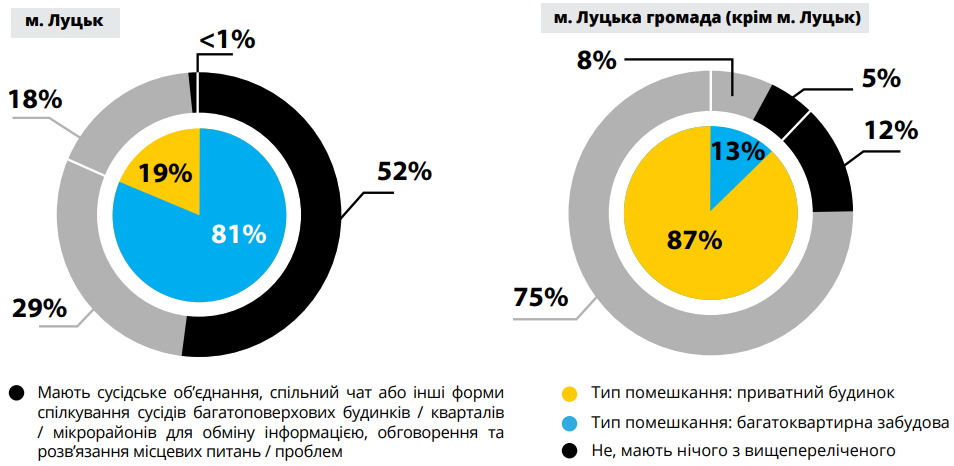 м. Луцьк
м. Луцька громада (крім м. Луцьк)
<1%
18%
52%
19%
81%
29%
8%
5%
12%
13%
87%
75%
Мають сусідське об’єднання, спільний чат або інші форми
спілкування сусідів багатоповерхових будинків / кварталів
/ мікрорайонів для обміну інформацією, обговорення та
розв’язання місцевих питань / проблем
Тип помешкання: приватний будинок
Тип помешкання: багатоквартирна забудова
Не, мають нічого з вищепереліченого